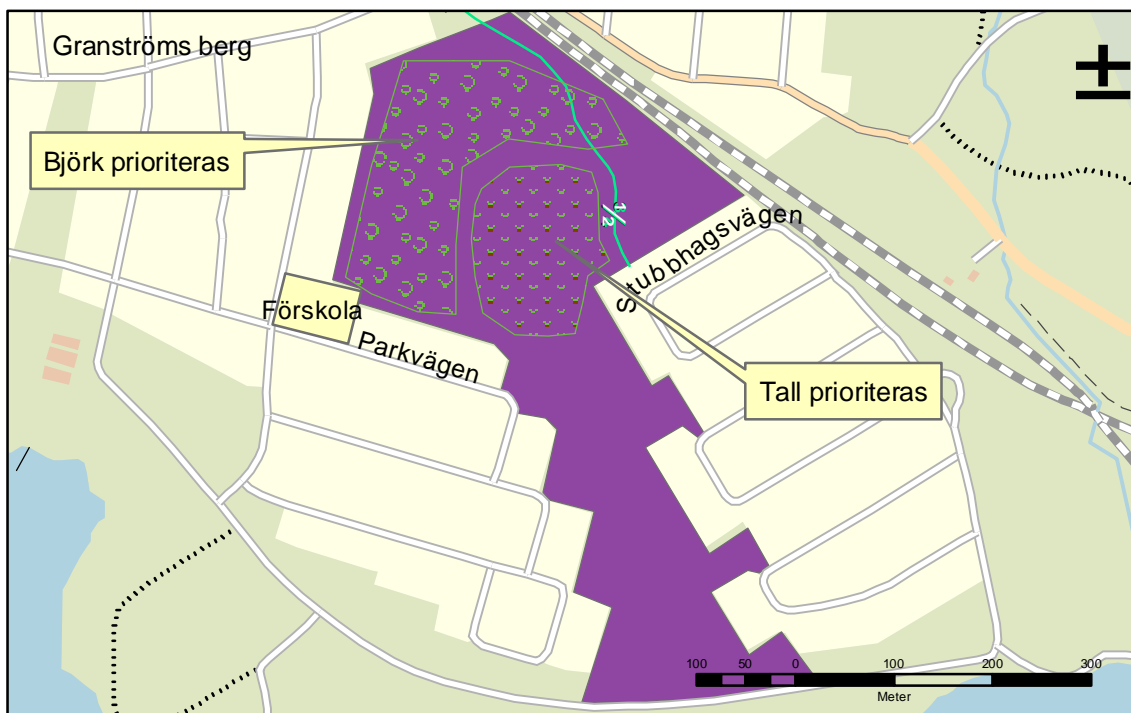 Granströms berg
Björk prioriteras
1
2
Stubbhagsvägen
Förskola
Parkvägen
Tall prioriteras
100 50 0 100 200 300
Meter